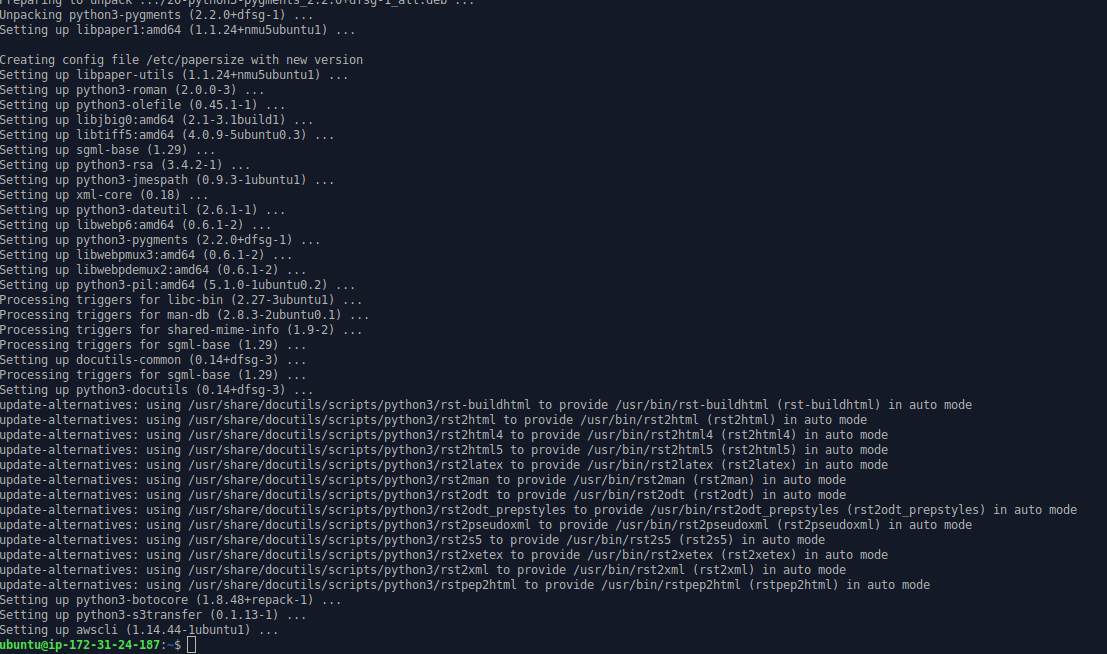 Preparing to unpack .../20-python3-pygments_2.2.0+dfsg-1_all.deb ...
Unpacking python3-pygments (2.2.0+dfsg-1) ...
Setting up libpaper1:amd64 (1.1.24+nmu5ubuntu1) ...
Creating config file /etc/papersize with new version
Setting up libpaper-utils (1.1.24+nmu5ubuntu1) ...
Setting up python3-roman (2.0.0-3) ...
Setting up python3-olefile (0.45.1-1) ...
Setting up libjbig0:amd64 (2.1-3.1build1) ...
Setting up libtiff5:amd64 (4.0.9-5ubuntu0.3) ...
Setting up sgml-base (1.29) ...
Setting up python3-rsa (3.4.2-1) ...
Setting up python3-jmespath (0.9.3-1ubuntu1) ...
Setting up xml-core (0.18) ...
Setting up python3-dateutil (2.6.1-1) ...
Setting up libwebp6:amd64 (0.6.1-2) ...
Setting up python3-pygments (2.2.0+dfsg-1) ...
Setting up libwebpmux3:amd64 (0.6.1-2) ...
Setting up libwebpdemux2:amd64 (0.6.1-2) ...
Setting up python3-pil:amd64 (5.1.0-1ubuntu0.2) ...
Processing triggers for libc-bin (2.27-3ubuntu1) ...
Processing triggers for man-db (2.8.3-2ubuntu0.1) ...
Processing triggers for shared-mime-info (1.9-2) ...
Processing triggers for sgml-base (1.29) ...
Setting up docutils-common (0.14+dfsg-3) ...
Processing triggers for sgml-base (1.29) ...
Setting up python3-docutils (0.14+dfsg-3) ...
update-alternatives: using /usr/share/docutils/scripts/python3/rst-buildhtml to provide /usr/bin/rst-buildhtml (rst-buildhtml) in auto mode
update-alternatives: using /usr/share/docutils/scripts/python3/rst2html to provide /usr/bin/rst2html (rst2html) in auto mode
update-alternatives: using /usr/share/docutils/scripts/python3/rst2html4 to provide /usr/bin/rst2html4 (rst2html4) in auto mode
update-alternatives: using /usr/share/docutils/scripts/python3/rst2html5 to provide /usr/bin/rst2html5 (rst2html5) in auto mode
update-alternatives: using /usr/share/docutils/scripts/python3/rst2latex to provide /usr/bin/rst2latex (rst2latex) in auto mode
update-alternatives: using /usr/share/docutils/scripts/python3/rst2man to provide /usr/bin/rst2man (rst2man) in auto mode
update-alternatives: using /usr/share/docutils/scripts/python3/rst2odt to provide /usr/bin/rst2odt (rst2odt) in auto mode
update-alternatives: using /usr/share/docutils/scripts/python3/rst2odt_prepstyles to provide /usr/bin/rst2odt_prepstyles (rst2odt_prepstyles) in auto mode
update-alternatives: using /usr/share/docutils/scripts/python3/rst2pseudoxml to provide /usr/bin/rst2pseudoxml (rst2pseudoxml) in auto mode
update-alternatives: using /usr/share/docutils/scripts/python3/rst2s5 to provide /usr/bin/rst2s5 (rst2s5) in auto mode
update-alternatives: using /usr/share/docutils/scripts/python3/rst2xetex to provide /usr/bin/rst2xetex (rst2xetex) in auto mode
update-alternatives: using /usr/share/docutils/scripts/python3/rst2xml to provide /usr/bin/rst2xml (rst2xml) in auto mode
update-alternatives: using /usr/share/docutils/scripts/python3/rstpep2html to provide /usr/bin/rstpep2html (rstpep2html) in auto mode
Setting up python3-botocore (1.8.48+repack-1) ...
Setting up python3-s3transfer (0.1.13-1) ...
Setting up awscli (1.14.44-1ubuntu1) ...
ubuntu@ip-172-31-24-187:~$